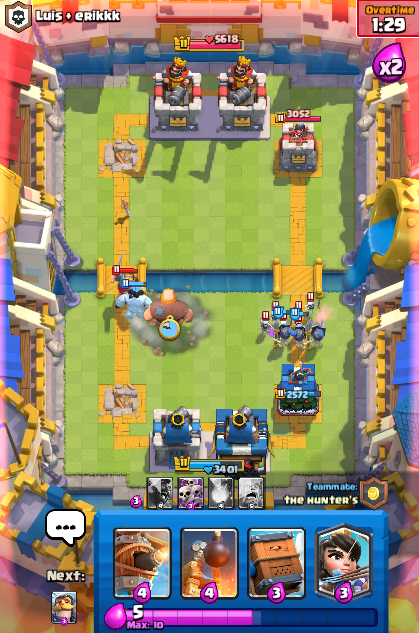 Luis + erikkk
Overtime
1:29
5618
x2
3052
2572
3401
Teammate:
the hunter's
3
...
Next:
4
4
3
3
5
Max: 10